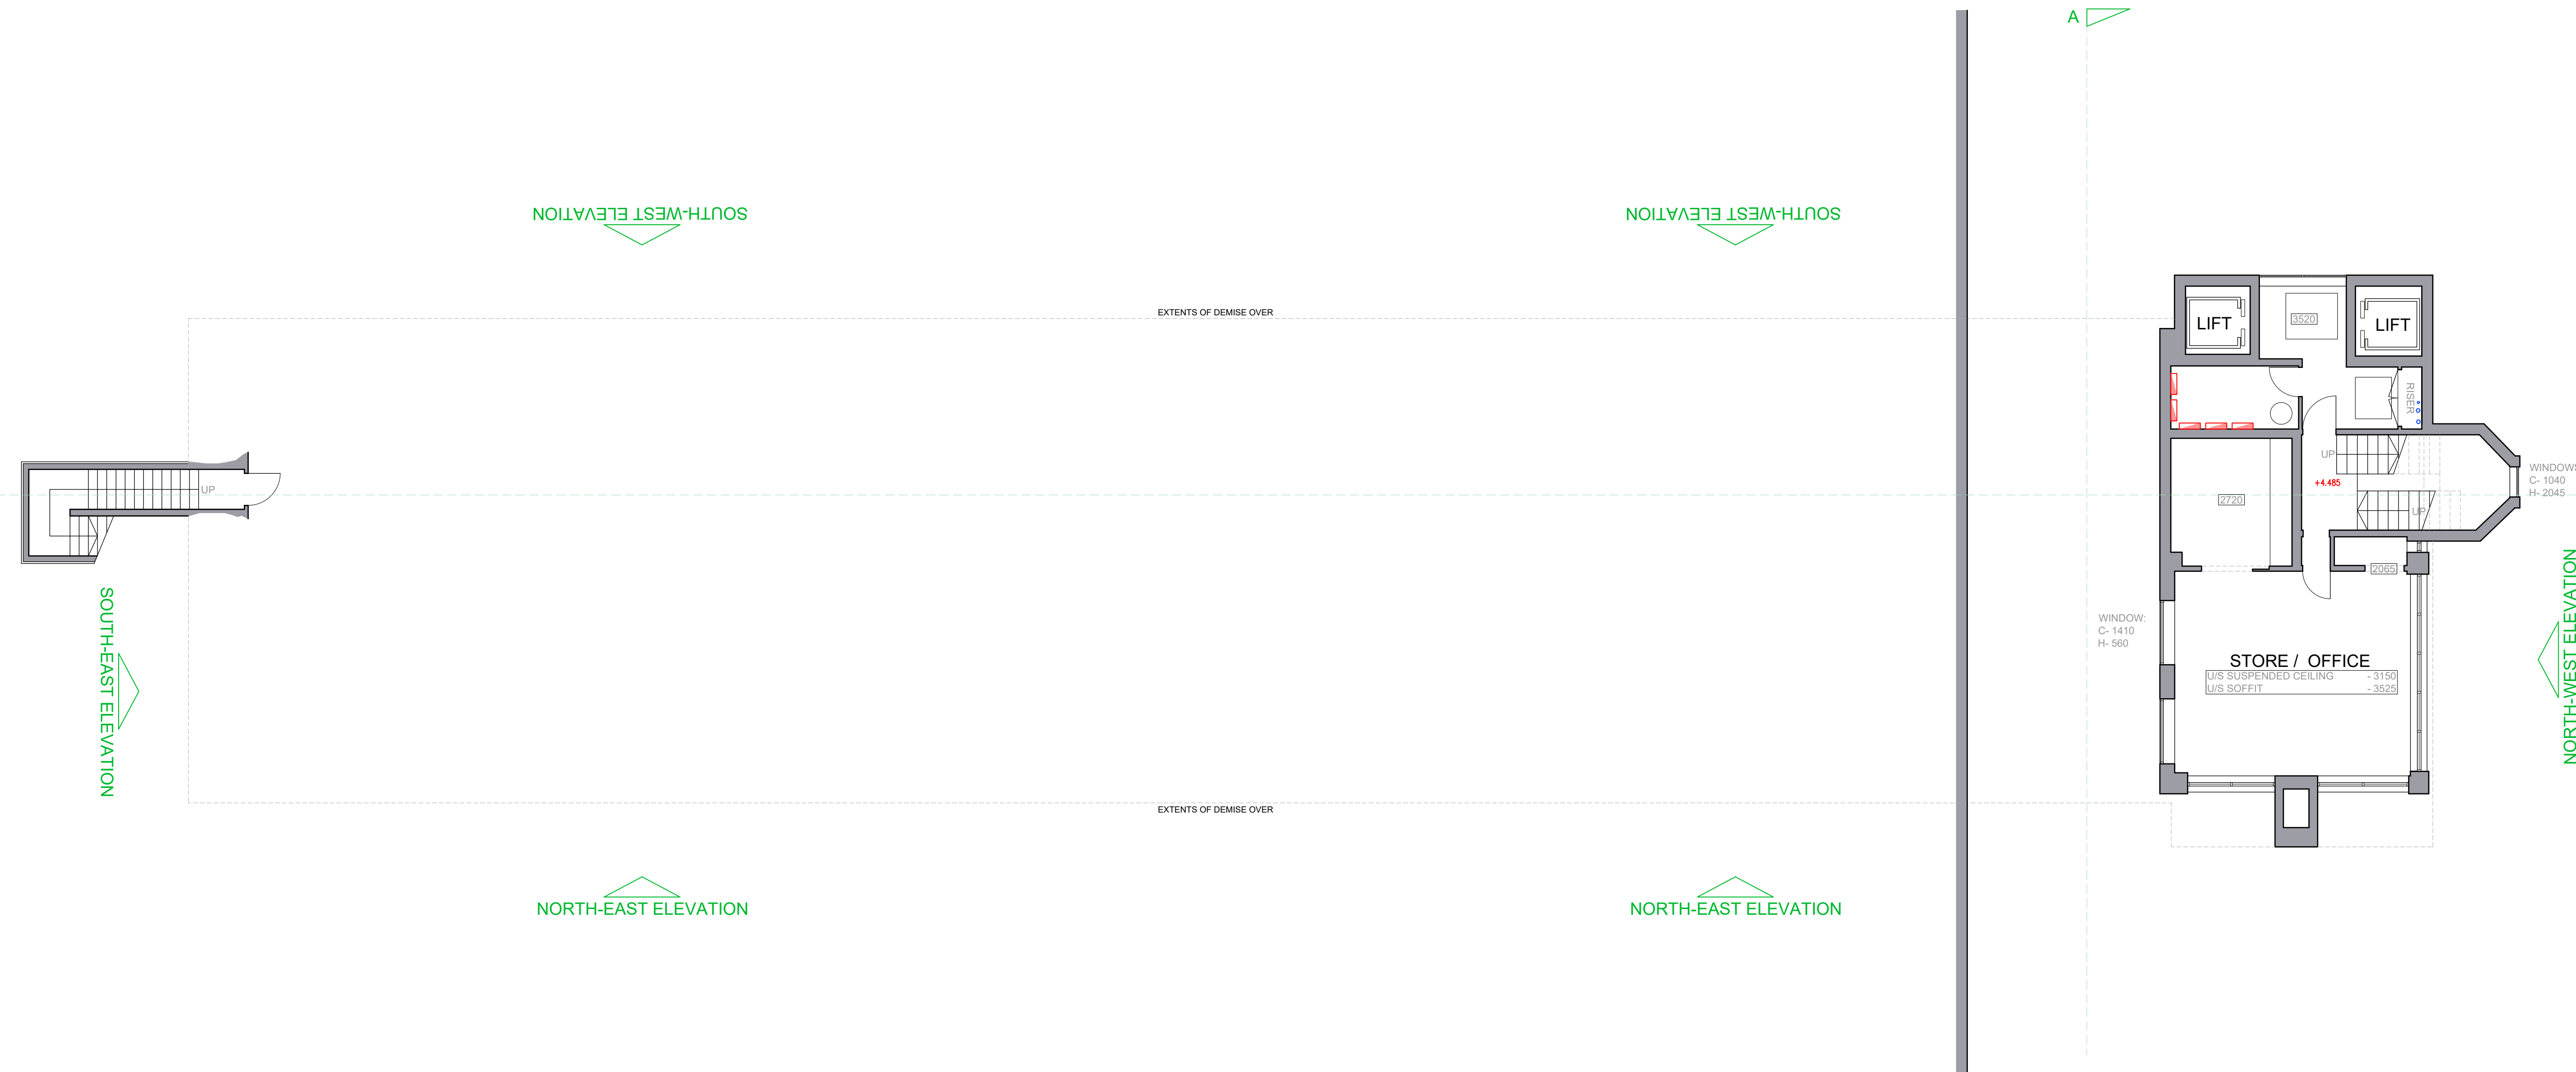 A
SOUTH-WEST ELEVATION
SOUTH-WEST ELEVATION
EXTENTS OF DEMISE OVER
LIFT
3520
LIFT
RISER
UP
UP
+4.485
WINDOWS
C- 1040
H- 2045
UP
2720
2065
SOUTH-EAST ELEVATION
NORTH-WEST ELEVATION
WINDOW:
C- 1410
H- 560
STORE / OFFICE
U/S SUSPENDED CEILING - 3150
U/S SOFFIT - 3525
EXTENTS OF DEMISE OVER
NORTH-EAST ELEVATION
NORTH-EAST ELEVATION